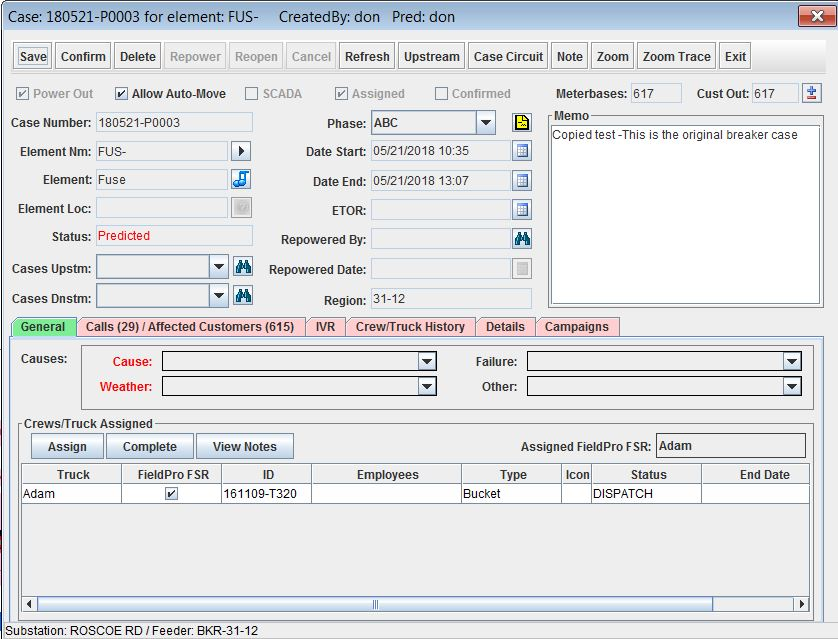 Case: 180521-P0003 for element: FUS- CreatedBy: don Pred: don
Save Confirm Delete Repower Reopen Cancel Refresh Upstream Case Circuit Note Zoom Zoom Trace Exit
Power Out Allow Auto-Move SCADA Assigned Confirmed Meterbases: 617 Cust Out: 617
Case Number: 180521-P0003 Phase: ABC Memo
Copied test -This is the original breaker case
Element Nm: FUS- Date Start: 05/21/2018 10:35
Element: Fuse Date End: 05/21/2018 13:07
Element Loc: ETOR:
Status: Predicted Repowered By:
Cases Upstm: Repowered Date:
Cases Dnstm: Region: 31-12
General Calls (29) / Affected Customers (615) IVR Crew/Truck History Details Campaigns
Causes: Cause: Failure:
Weather: Other:
Crews/Truck Assigned
Assign Complete View Notes Assigned FieldPro FSR: Adam
Truck FieldPro FSR ID Employees Type Icon Status End Date
Adam 161109-T320 Bucket DISPATCH
Substation: ROSCOE RD / Feeder: BKR-31-12